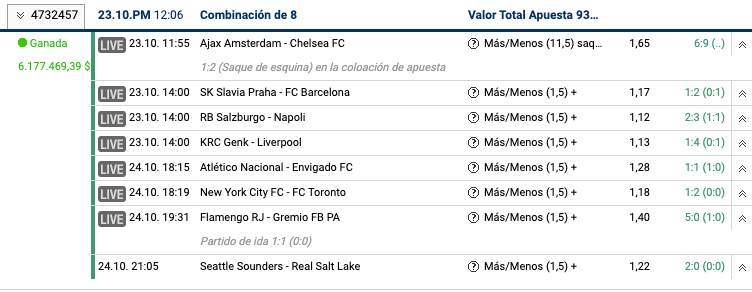 4732457 23.10.PM 12:06 Combinación de 8 Valor Total Apuesta 93...
Ganada LIVE 23.10. 11:55 Ajax Amsterdam - Chelsea FC ? Más/Menos (11,5) saq... 1,65 6:9 (..)
6.177.469,39 $ 1:2 (Saque de esquina) en la coloación de apuesta
LIVE 23.10. 14:00 SK Slavia Praha - FC Barcelona ? Más/Menos (1,5) + 1,17 1:2 (0:1)
LIVE 23.10. 14:00 RB Salzburgo - Napoli ? Más/Menos (1,5) + 1,12 2:3 (1:1)
LIVE 23.10. 14:00 KRC Genk - Liverpool ? Más/Menos (1,5) + 1,13 1:4 (0:1)
LIVE 24.10. 18:15 Atlético Nacional - Envigado FC ? Más/Menos (1,5) + 1,28 1:1 (1:0)
LIVE 24.10. 18:19 New York City FC - FC Toronto ? Más/Menos (1,5) + 1,18 1:2 (0:0)
LIVE 24.10. 19:31 Flamengo RJ - Gremio FB PA ? Más/Menos (1,5) + 1,40 5:0 (1:0)
Partido de ida 1:1 (0:0)
24.10. 21:05 Seattle Sounders - Real Salt Lake ? Más/Menos (1,5) + 1,22 2:0 (0:0)